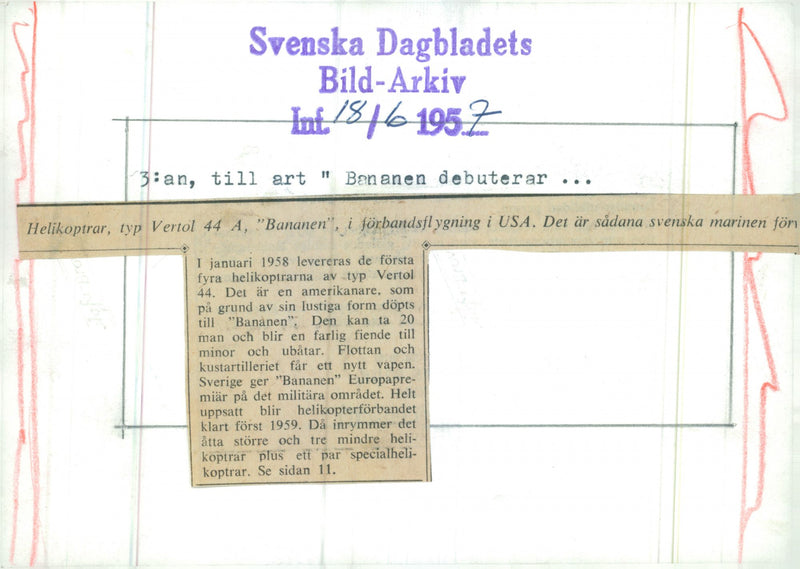 Svenska Dagbladets
Bild-Arkiv
Inf. 18/6 1957
3:an, till art " Bananen debuterar ...
Helikoptrar, typ Vertol 44 A, ”Bananen”, i förbandsflygning i USA. Det är sådana svenska marinen förv
I januari 1958 levereras de första
fyra helikoptrarna av typ Vertol
44. Det är en amerikanare, som
på grund av sin lustiga form döpts
till ”Bananen”. Den kan ta 20
man och blir en farlig fiende till
minor och ubåtar. Flottan och
kustartilleriet får ett nytt vapen.
Sverige ger ”Bananen” Europapre-
miär på det militära området. Helt
uppsatt blir helikopterförbandet
klart först 1959. Då inrymmer det
åtta större och tre mindre heli-
koptrar plus ett par specialheli-
koptrar. Se sidan 11.